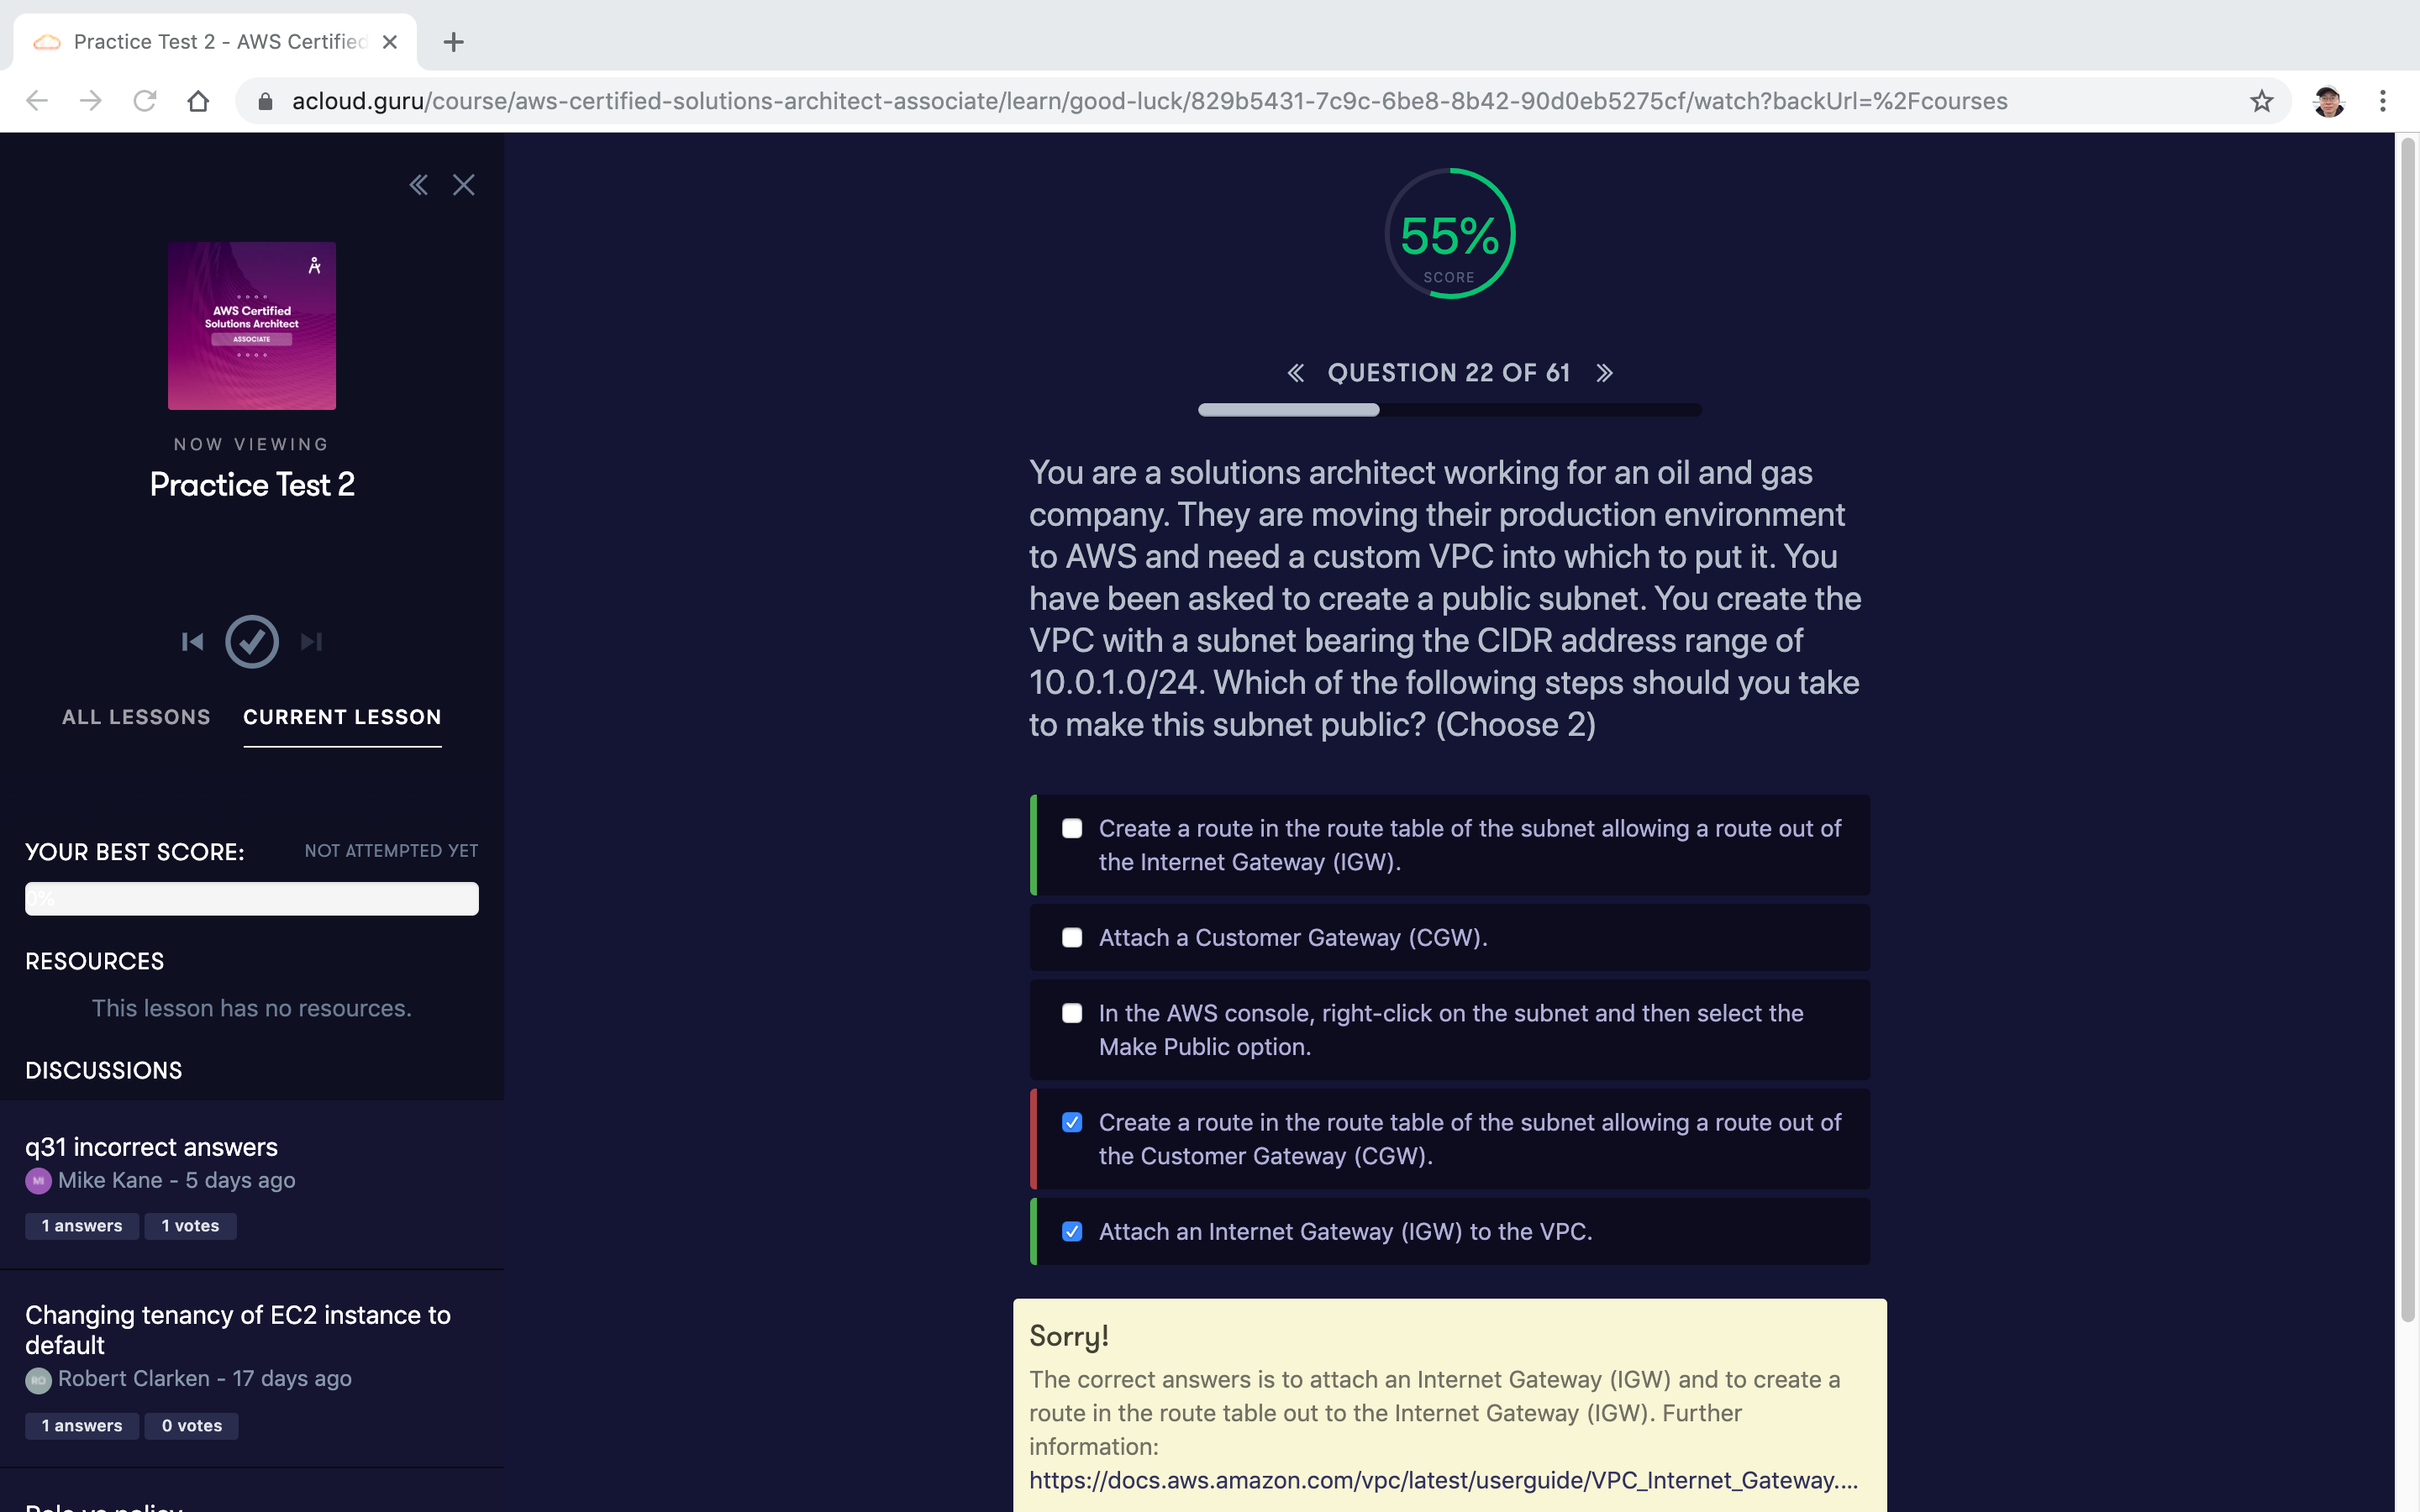 Practice Test 2 - AWS Certified
acloud.guru/course/aws-certified-solutions-architect-associate/learn/good-luck/829b5431-7c9c-6be8-8b42-90d0eb5275cf/watch?backUrl=%2Fcourses
AWS Certified
Solutions Architect
ASSOCIATE
NOW VIEWING
Practice Test 2
ALL LESSONS
CURRENT LESSON
YOUR BEST SCORE:
NOT ATTEMPTED YET
0%
RESOURCES
This lesson has no resources.
DISCUSSIONS
q31 incorrect answers
MI
Mike Kane - 5 days ago
1 answers
1 votes
Changing tenancy of EC2 instance to
default
RO
Robert Clarken - 17 days ago
1 answers
0 votes
55%
SCORE
QUESTION 22 OF 61
You are a solutions architect working for an oil and gas
company. They are moving their production environment
to AWS and need a custom VPC into which to put it. You
have been asked to create a public subnet. You create the
VPC with a subnet bearing the CIDR address range of
10.0.1.0/24. Which of the following steps should you take
to make this subnet public? (Choose 2)
Create a route in the route table of the subnet allowing a route out of
the Internet Gateway (IGW).
Attach a Customer Gateway (CGW).
In the AWS console, right-click on the subnet and then select the
Make Public option.
Create a route in the route table of the subnet allowing a route out of
the Customer Gateway (CGW).
Attach an Internet Gateway (IGW) to the VPC.
Sorry!
The correct answers is to attach an Internet Gateway (IGW) and to create a
route in the route table out to the Internet Gateway (IGW). Further
information:
https://docs.aws.amazon.com/vpc/latest/userguide/VPC_Internet_Gateway....